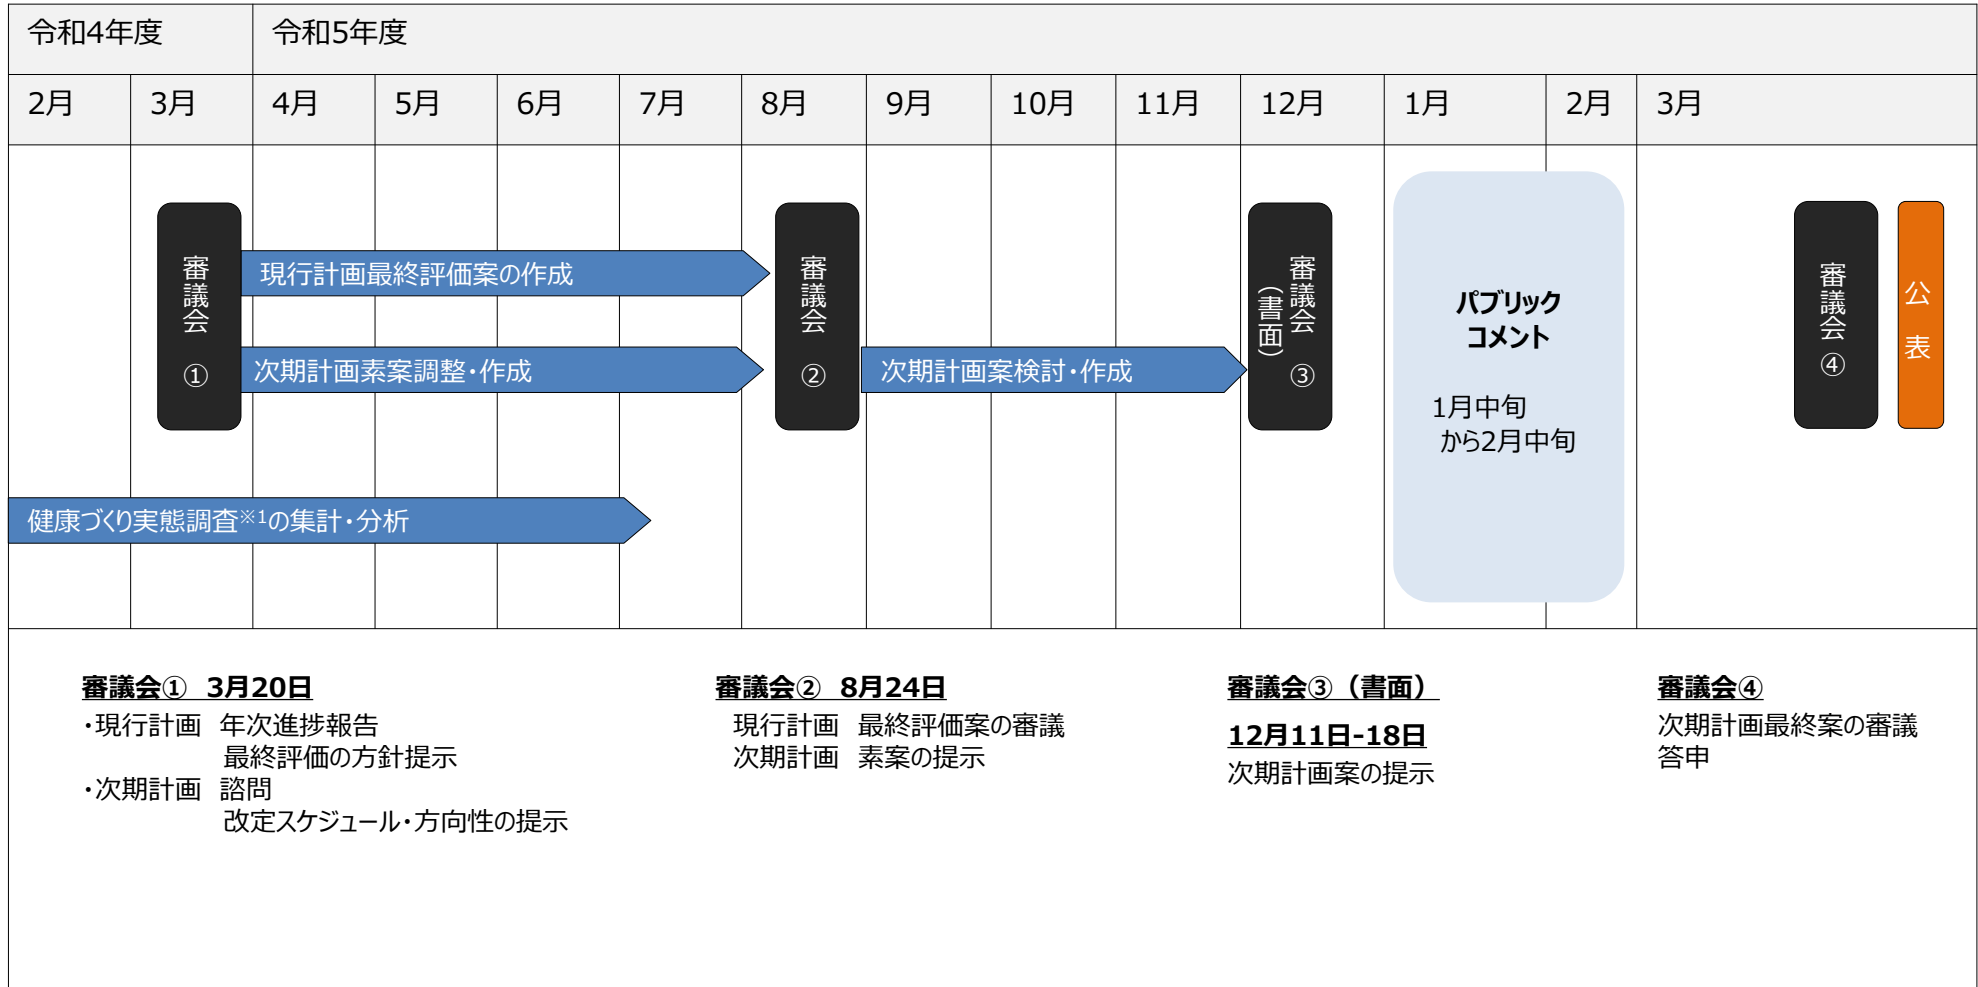 令和4年度
令和5年度
2月
3月
4月
5月
6月
7月
8月
9月
10月
11月
12月
1月
2月
3月
審議会 ①
現行計画最終評価案の作成
次期計画素案調整・作成
審議会 ②
次期計画案検討・作成
審議会 ③
（書面）
パブリック
コメント
1月中旬
から2月中旬
審議会 ④
公表
健康づくり実態調査※1の集計・分析
審議会① 3月20日
・現行計画 年次進捗報告
最終評価の方針提示
・次期計画 諮問
改定スケジュール・方向性の提示
審議会② 8月24日
現行計画 最終評価案の審議
次期計画 素案の提示
審議会③（書面）
12月11日-18日
次期計画案の提示
審議会④
次期計画最終案の審議
答申